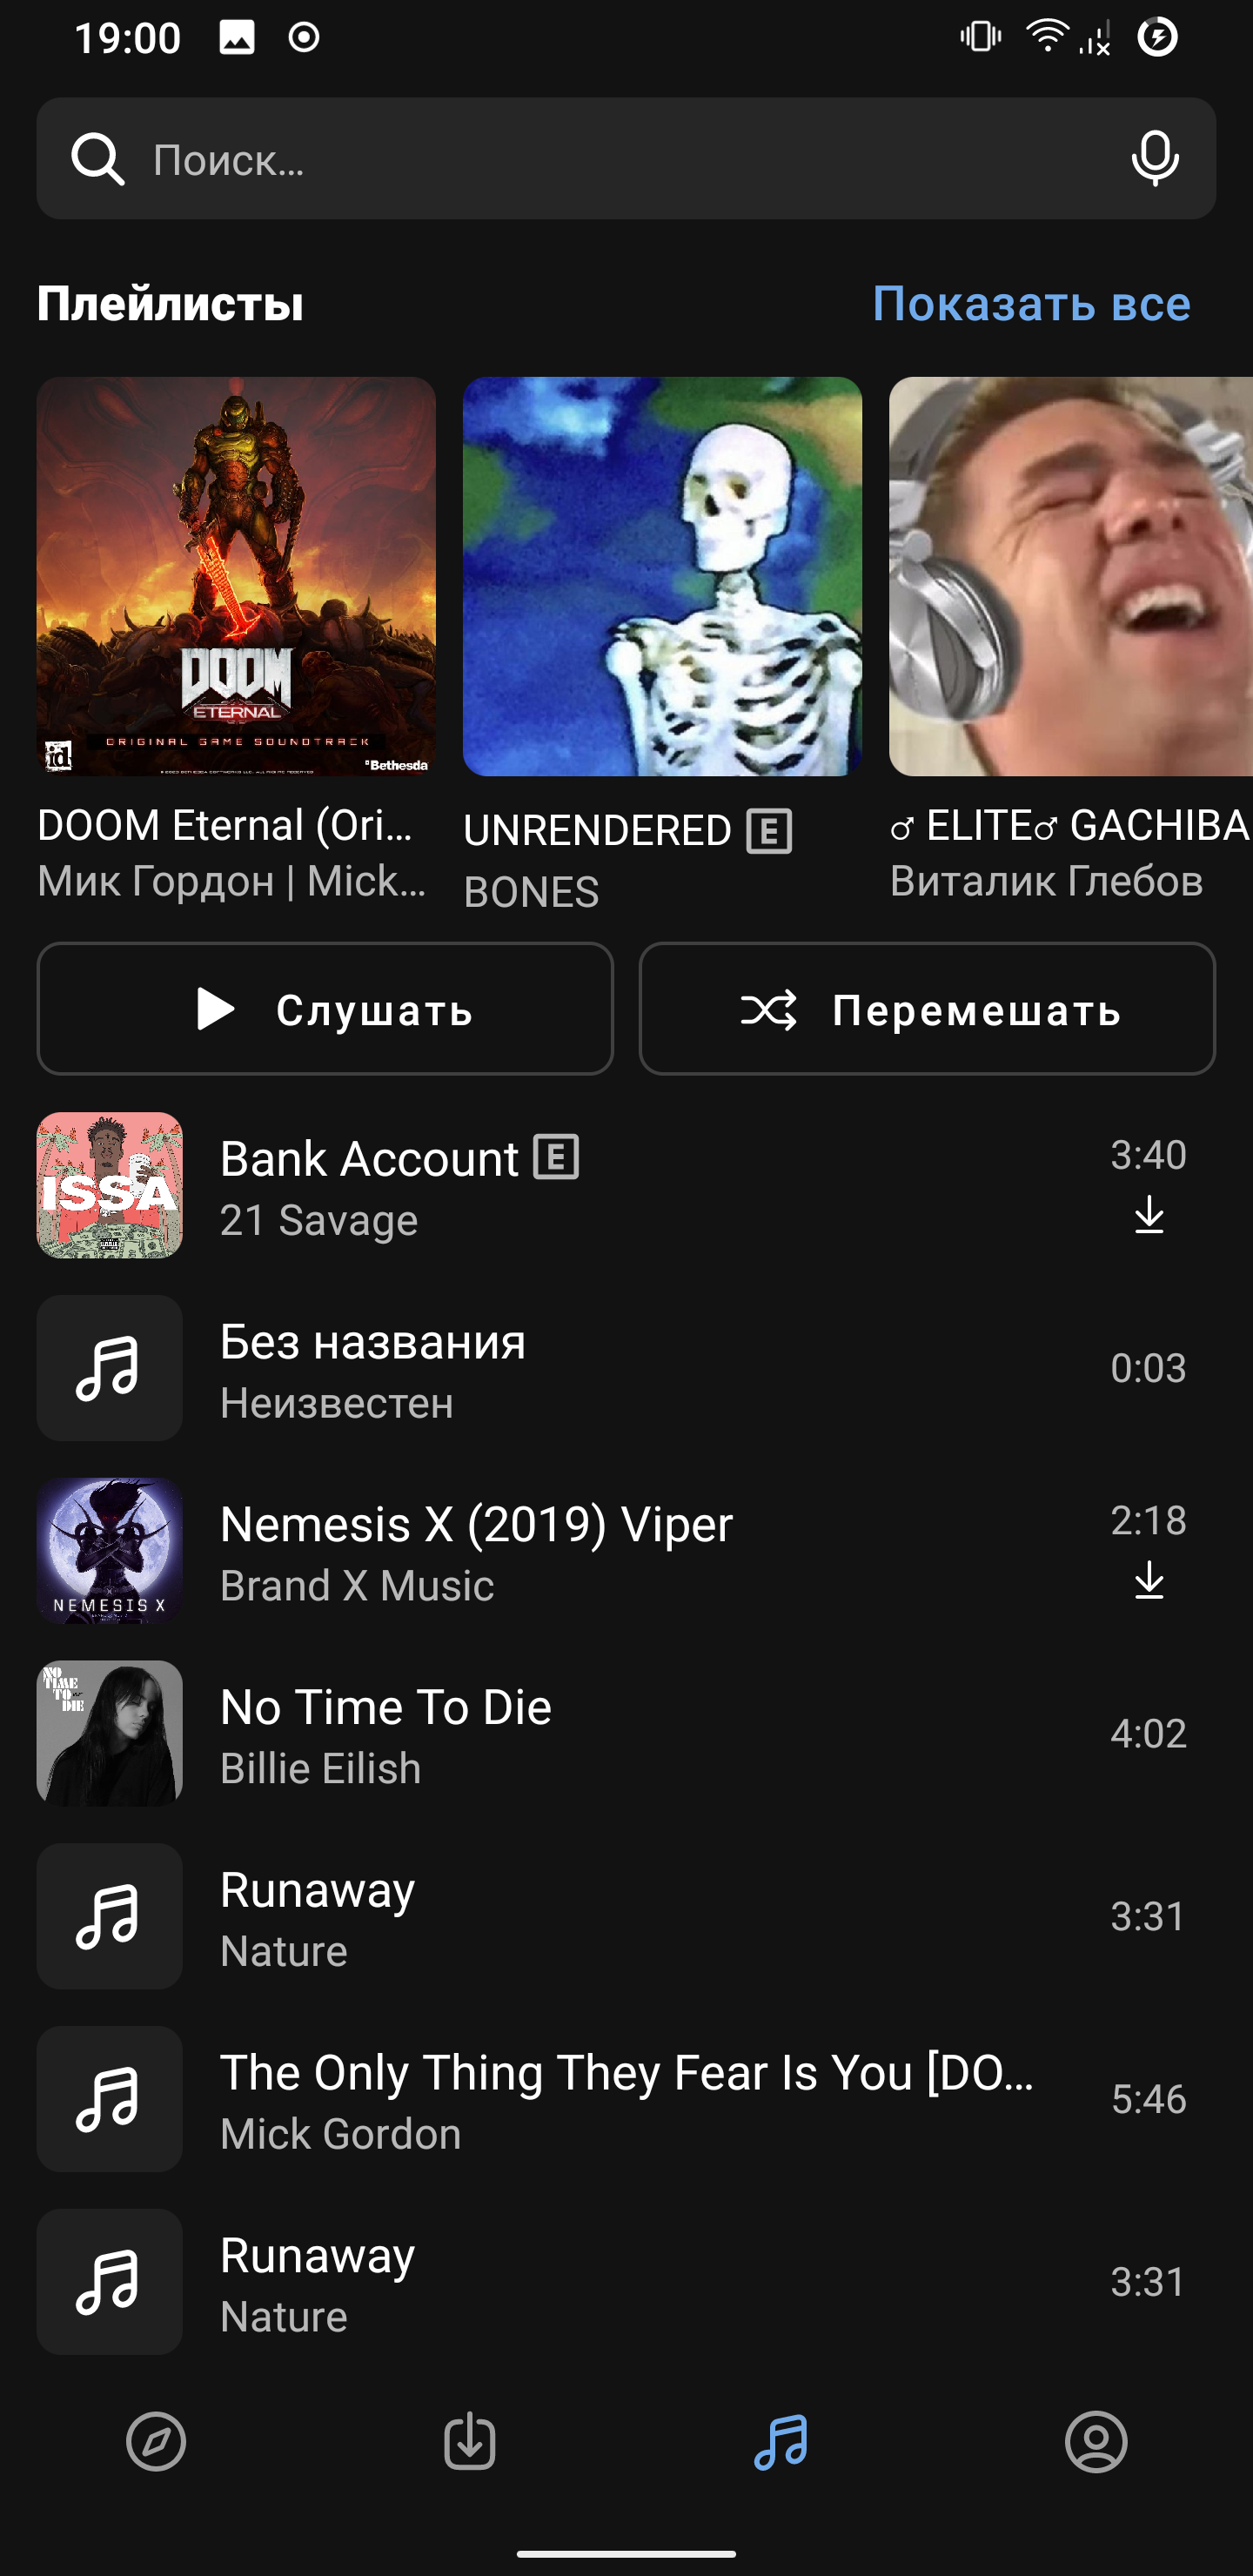 19:00
Поиск...
Плейлисты
Показать все
DOOM
ETERNAL
ORIGINAL GAME SOUNDTRACK
id
Bethesda
DOOM Eternal (Ori...
Мик Гордон | Mick...
UNRENDERED E
BONES
♂ ELITE♂ GACHIBA
Виталик Глебов
Слушать
Перемешать
ISSA
Bank Account E
21 Savage
3:40
Без названия
Неизвестен
0:03
NEMESIS X
Nemesis X (2019) Viper
Brand X Music
2:18
NO
TIME
TO
DIE
No Time To Die
Billie Eilish
4:02
Runaway
Nature
3:31
The Only Thing They Fear Is You [DO...
Mick Gordon
5:46
Runaway
Nature
3:31